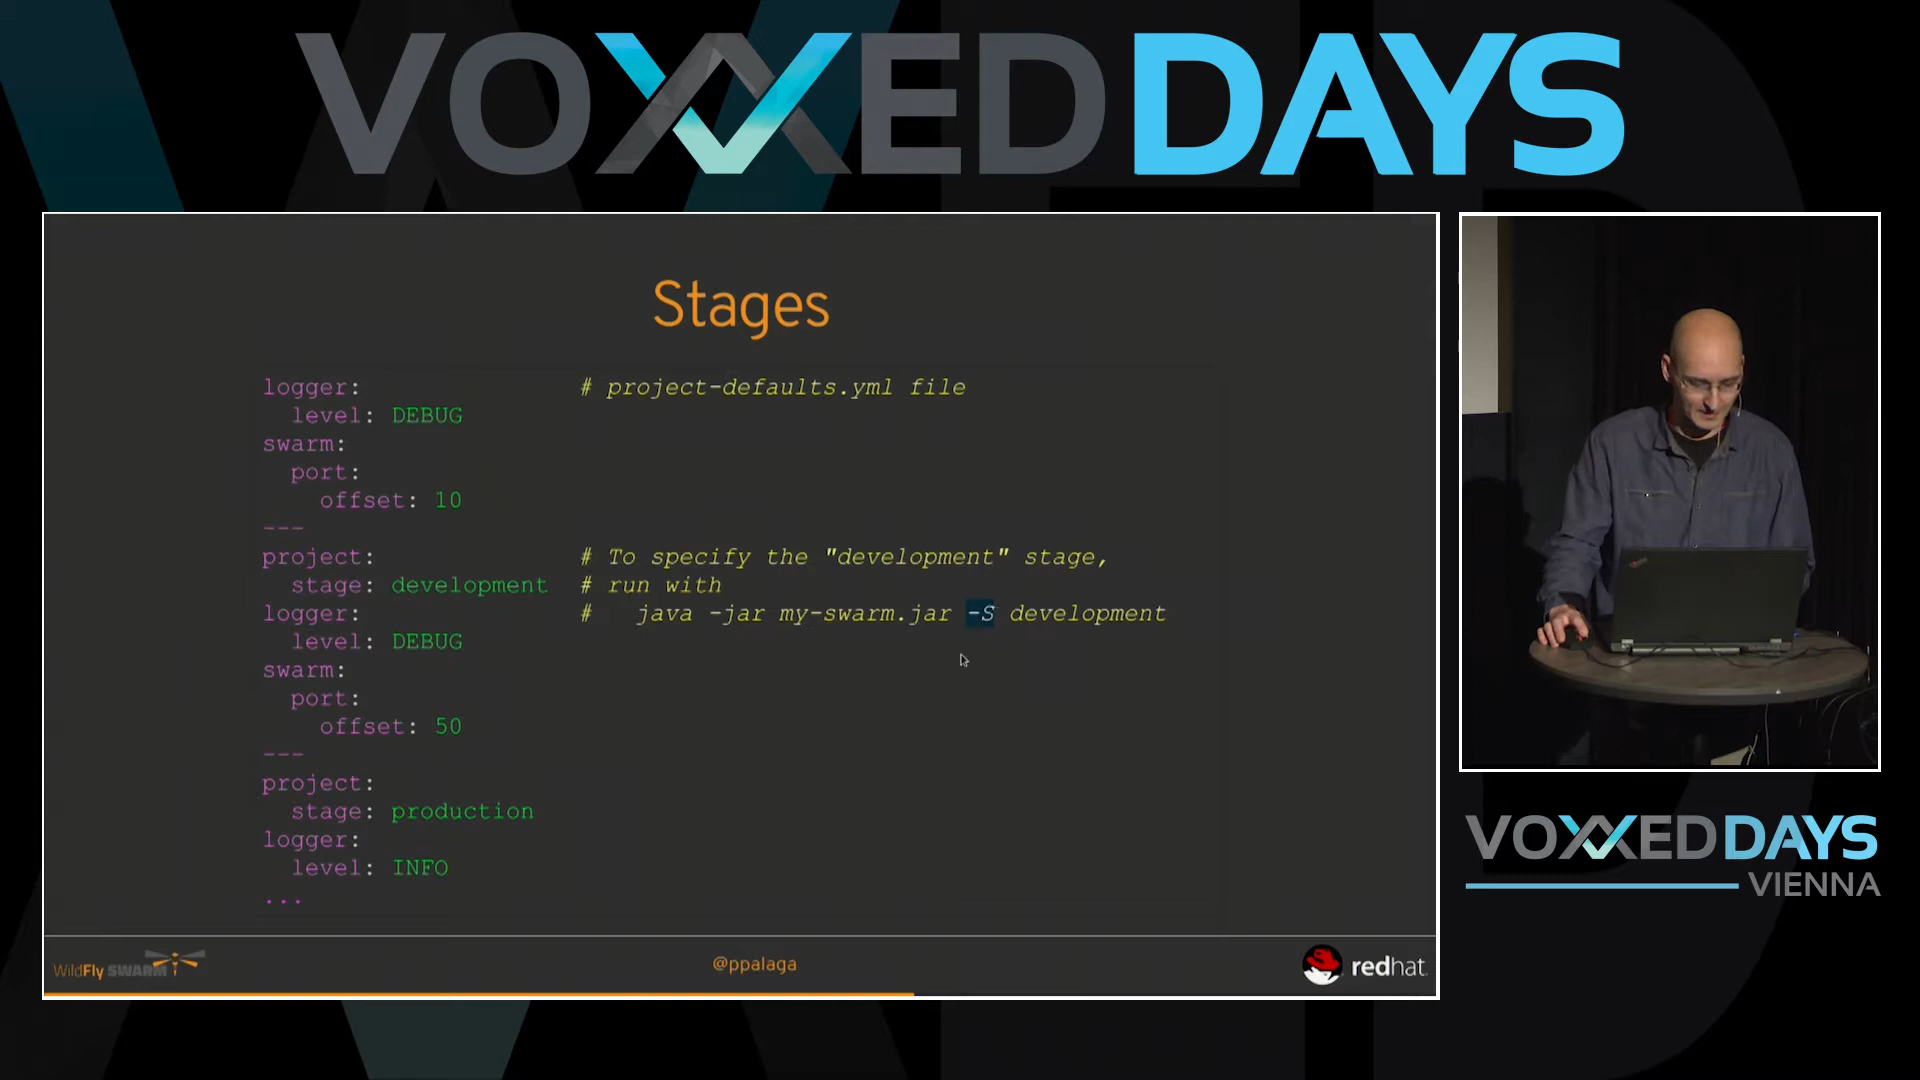 VOXXED DAYS
Stages
logger: # project-defaults.yml file
level: DEBUG
swarm:
port:
offset: 10
---
project: # To specify the "development" stage,
stage: development # run with
logger: # java -jar my-swarm.jar -S development
level: DEBUG
swarm:
port:
offset: 50
---
project:
stage: production
logger:
level: INFO
...
WildFly SWARM
@ppalaga
redhat.
VOXXED DAYS
VIENNA